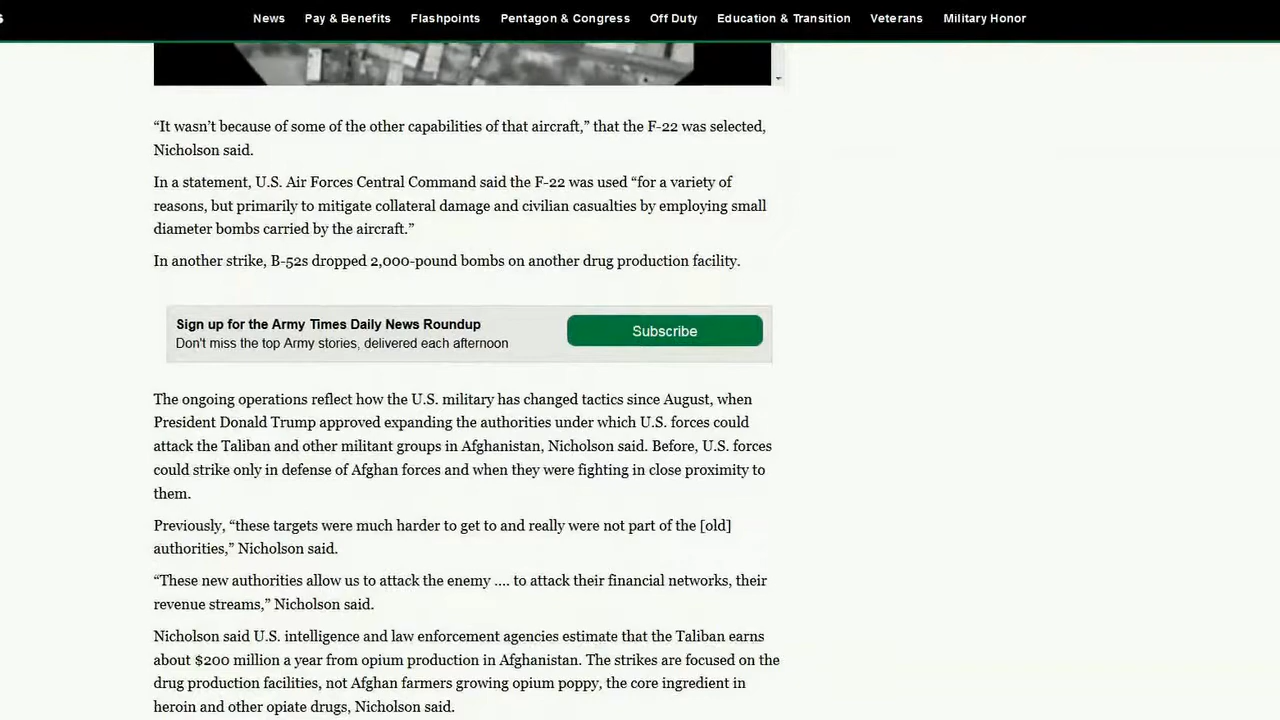 News Pay & Benefits Flashpoints Pentagon & Congress Off Duty Education & Transition Veterans Military Honor
“It wasn’t because of some of the other capabilities of that aircraft,” that the F-22 was selected,
Nicholson said.
In a statement, U.S. Air Forces Central Command said the F-22 was used “for a variety of
reasons, but primarily to mitigate collateral damage and civilian casualties by employing small
diameter bombs carried by the aircraft.”
In another strike, B-52s dropped 2,000-pound bombs on another drug production facility.
Sign up for the Army Times Daily News Roundup
Don't miss the top Army stories, delivered each afternoon
Subscribe
The ongoing operations reflect how the U.S. military has changed tactics since August, when
President Donald Trump approved expanding the authorities under which U.S. forces could
attack the Taliban and other militant groups in Afghanistan, Nicholson said. Before, U.S. forces
could strike only in defense of Afghan forces and when they were fighting in close proximity to
them.
Previously, “these targets were much harder to get to and really were not part of the [old]
authorities,” Nicholson said.
“These new authorities allow us to attack the enemy .... to attack their financial networks, their
revenue streams,” Nicholson said.
Nicholson said U.S. intelligence and law enforcement agencies estimate that the Taliban earns
about $200 million a year from opium production in Afghanistan. The strikes are focused on the
drug production facilities, not Afghan farmers growing opium poppy, the core ingredient in
heroin and other opiate drugs, Nicholson said.